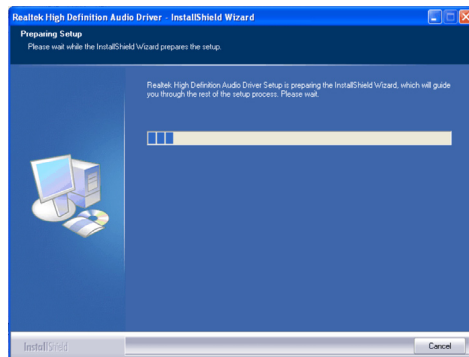 Realtek High Definition Audio Driver - InstallShield Wizard
Preparing Setup
Please wait while the InstallShield Wizard prepares the setup.
Realtek High Definition Audio Driver Setup is preparing the InstallShield Wizard, which will guide
you through the rest of the setup process. Please wait.
InstallShield
Cancel